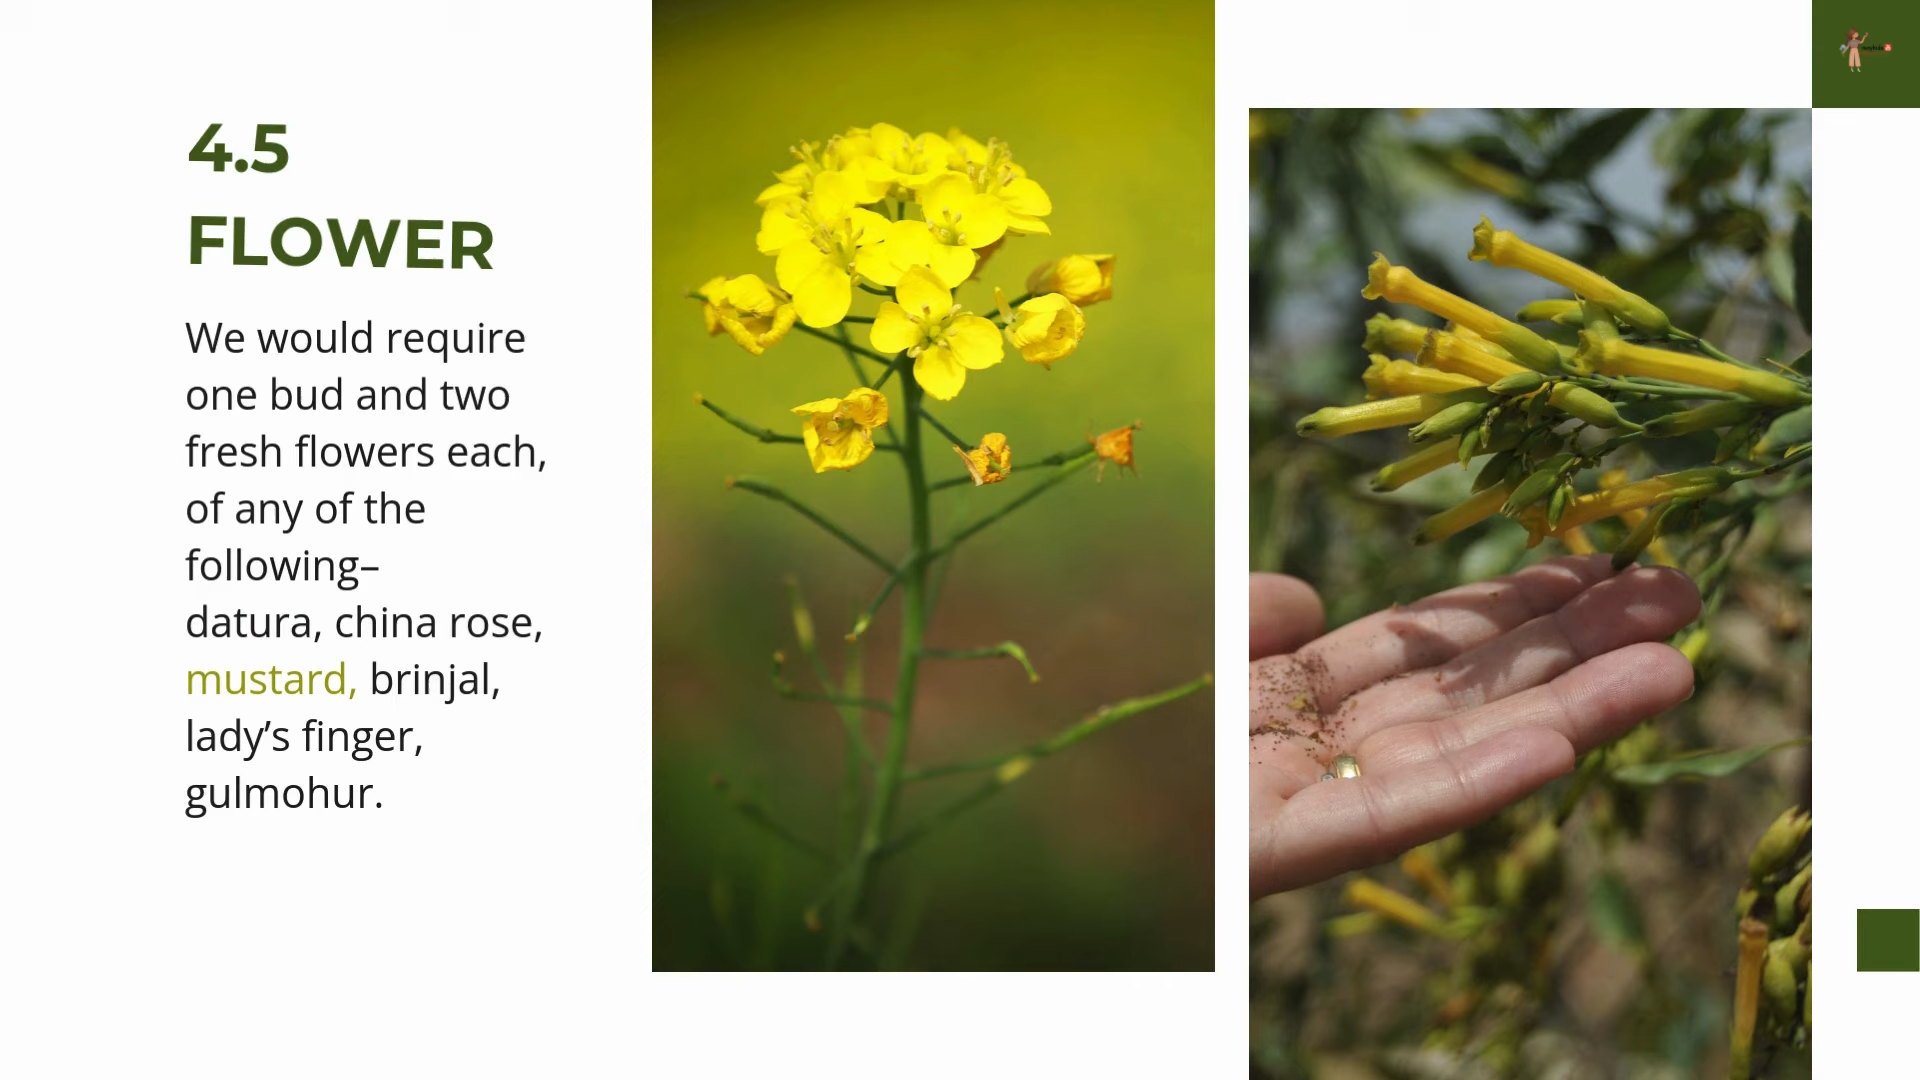 4.5
FLOWER
We would require
one bud and two
fresh flowers each,
of any of the
following–
datura, china rose,
mustard, brinjal,
lady’s finger,
gulmohur.